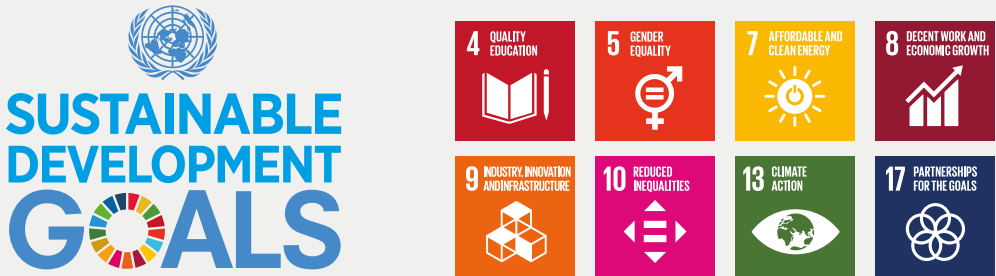 SUSTAINABLE
DEVELOPMENT
GOALS
4 QUALITY
EDUCATION
5 GENDER
EQUALITY
7 AFFORDABLE AND
CLEAN ENERGY
8 DECENT WORK AND
ECONOMIC GROWTH
9 INDUSTRY, INNOVATION
AND INFRASTRUCTURE
10 REDUCED
INEQUALITIES
13 CLIMATE
ACTION
17 PARTNERSHIPS
FOR THE GOALS